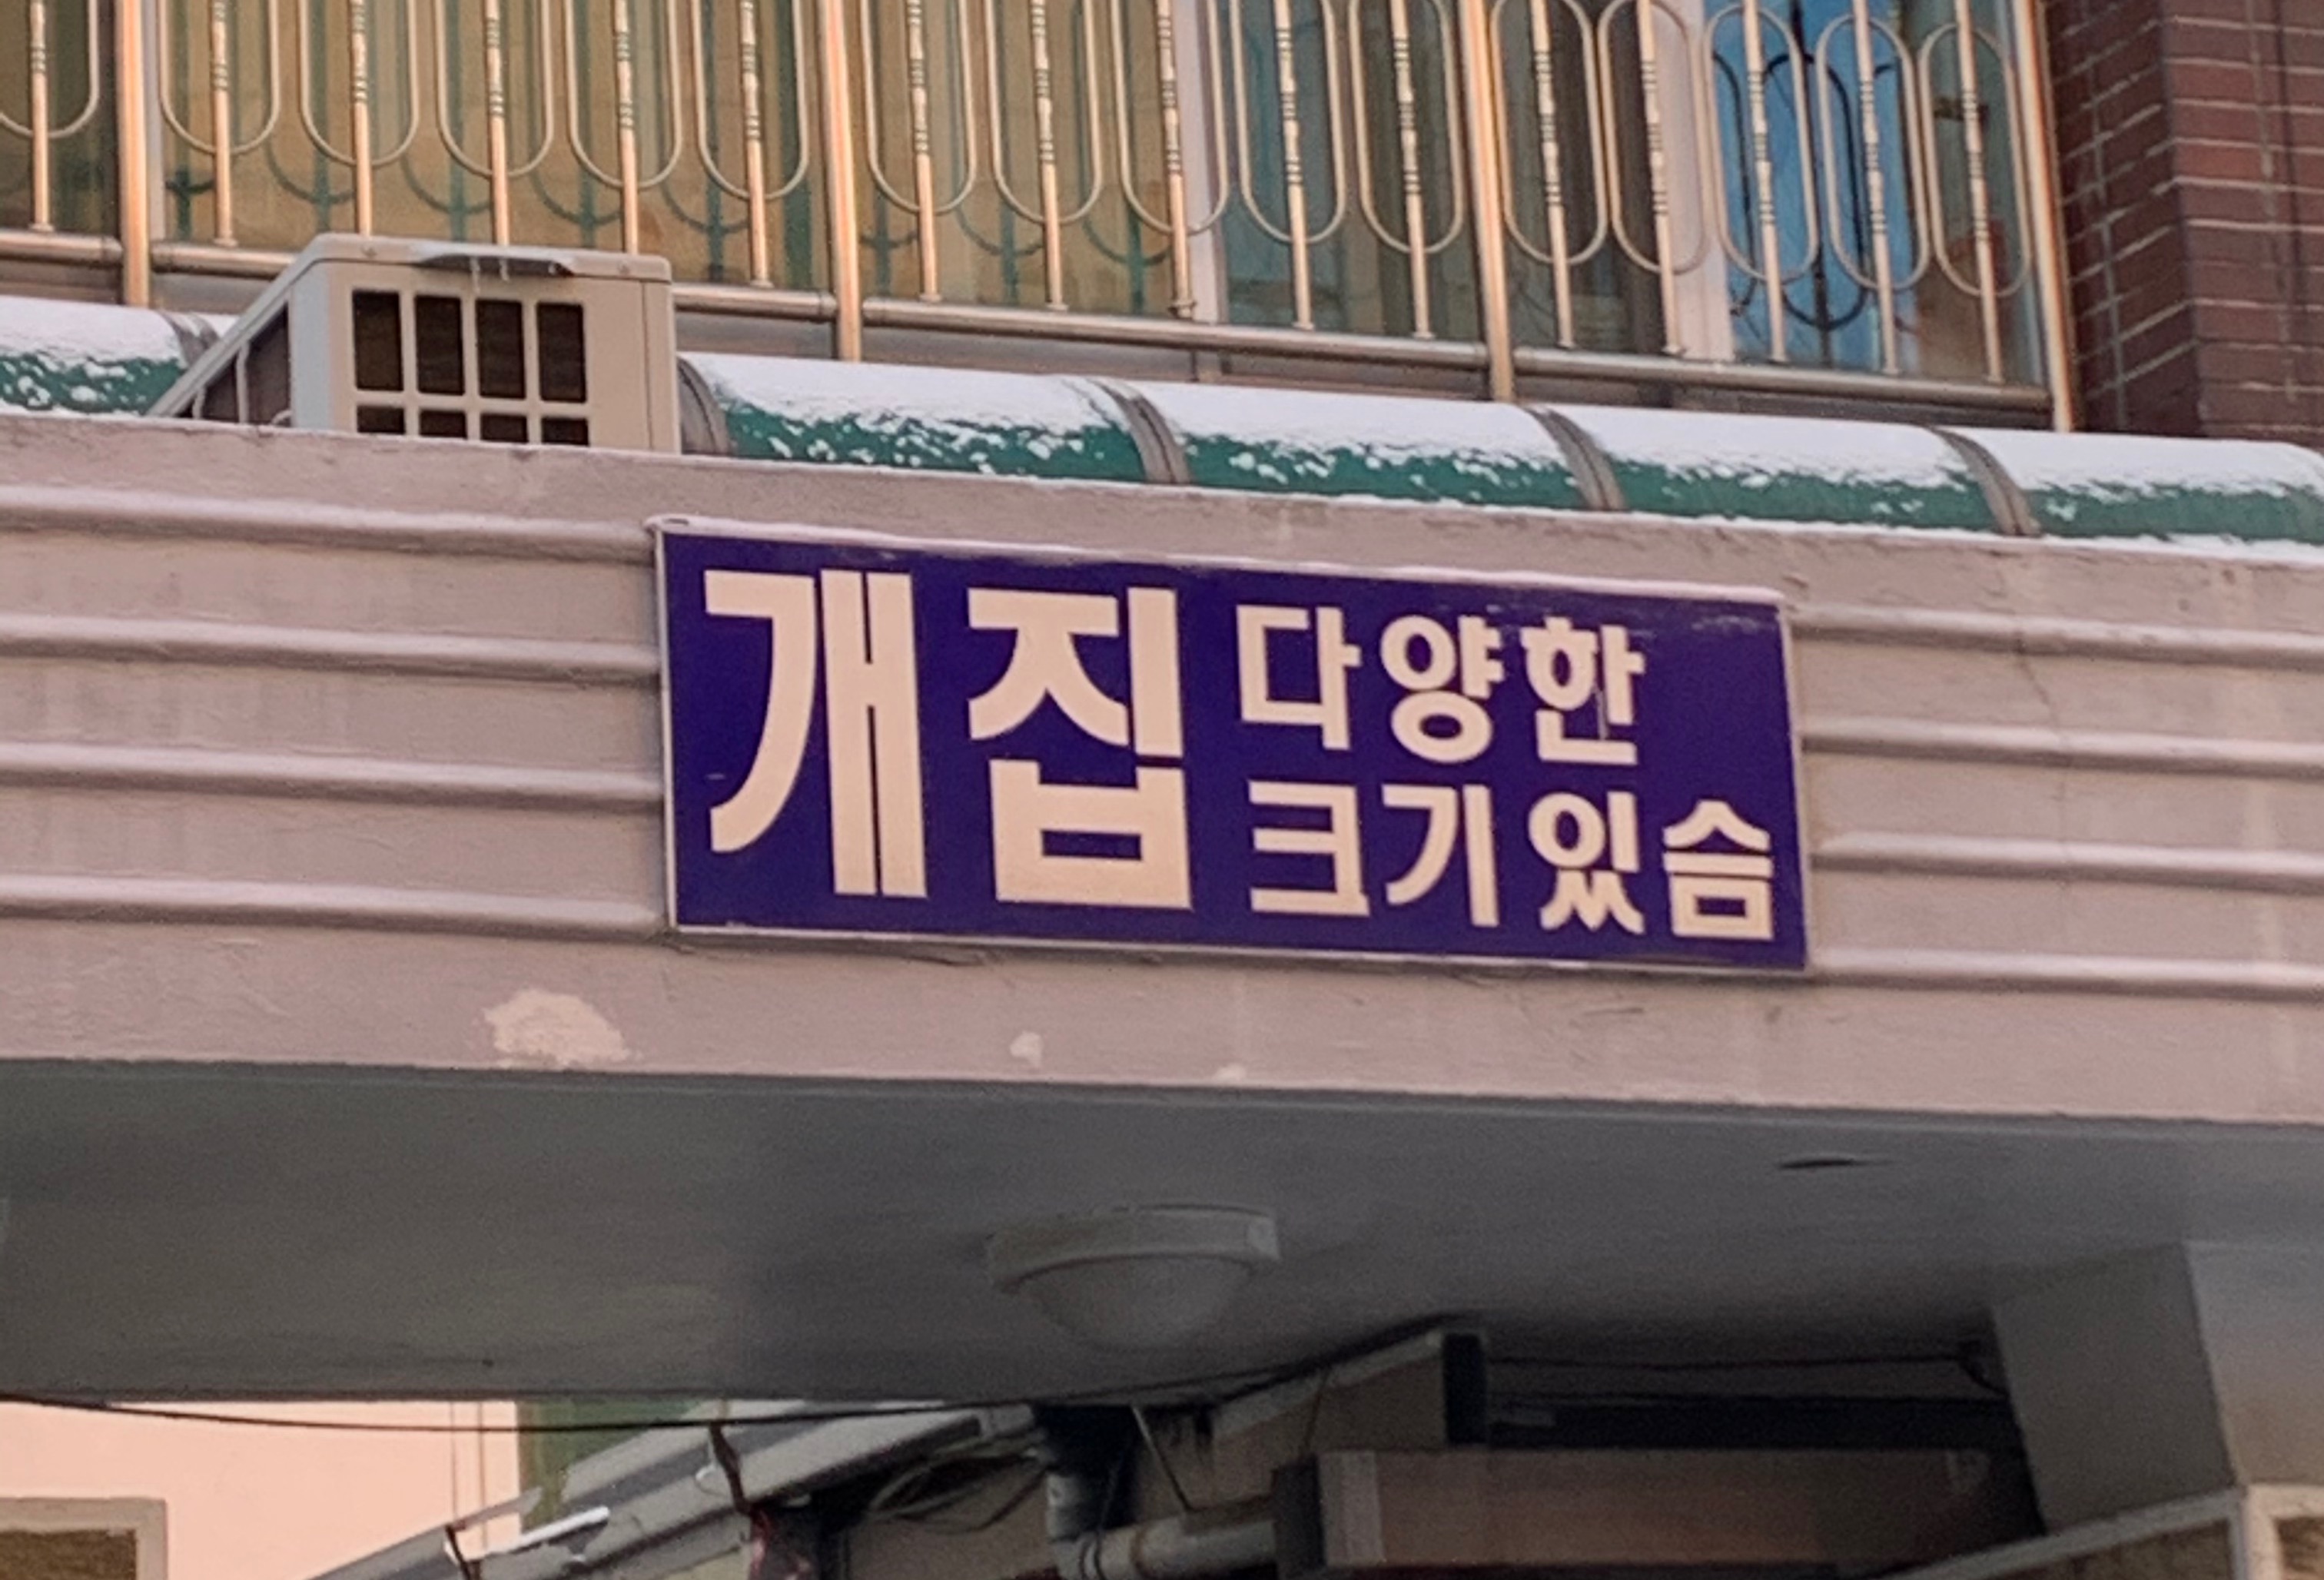 개집
다양한
크기 있슴